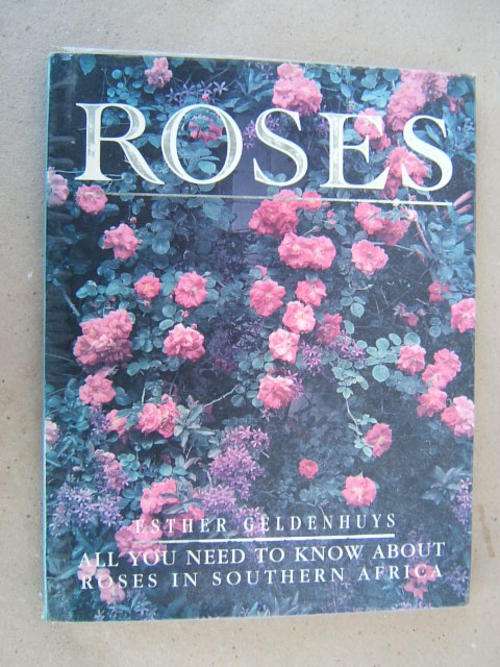 ROSES
ESTHER GELDENHUYS
ALL YOU NEED TO KNOW ABOUT
ROSES IN SOUTHERN AFRICA